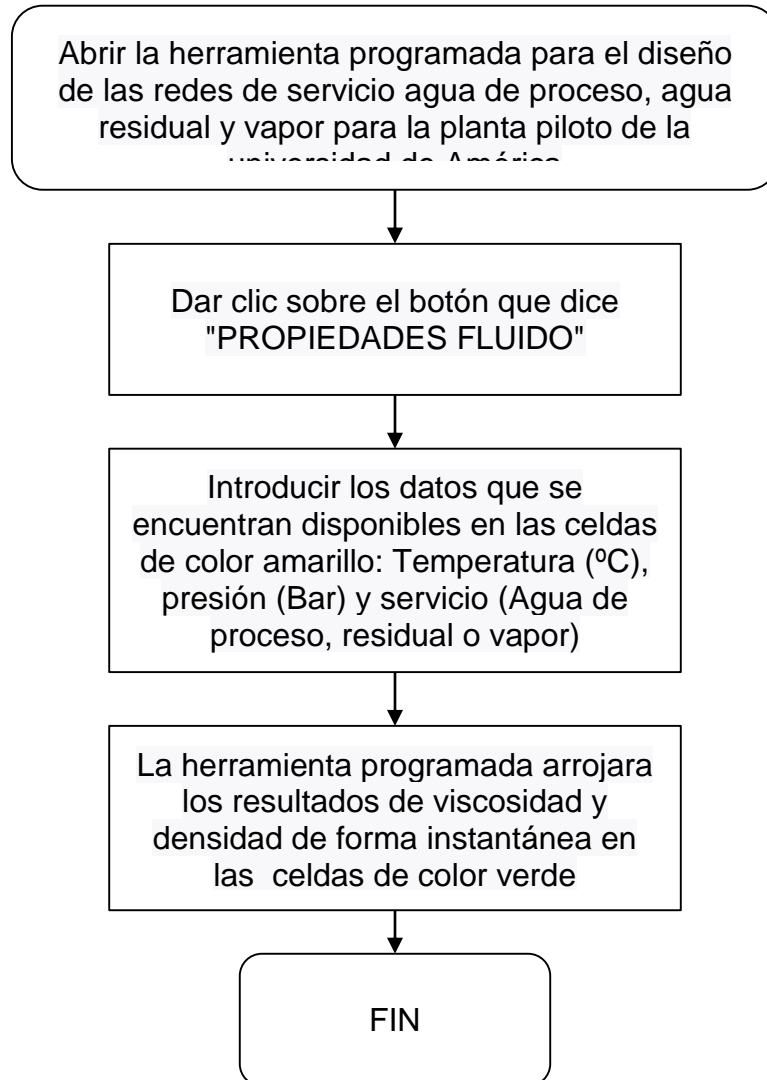 Abrir la herramienta programada para el diseño
de las redes de servicio agua de proceso, agua
residual y vapor para la planta piloto de la
universidad de América
Dar clic sobre el botón que dice
"PROPIEDADES FLUIDO"
Introducir los datos que se
encuentran disponibles en las celdas
de color amarillo: Temperatura (ºC),
presión (Bar) y servicio (Agua de
proceso, residual o vapor)
La herramienta programada arrojara
los resultados de viscosidad y
densidad de forma instantánea en
las celdas de color verde
FIN